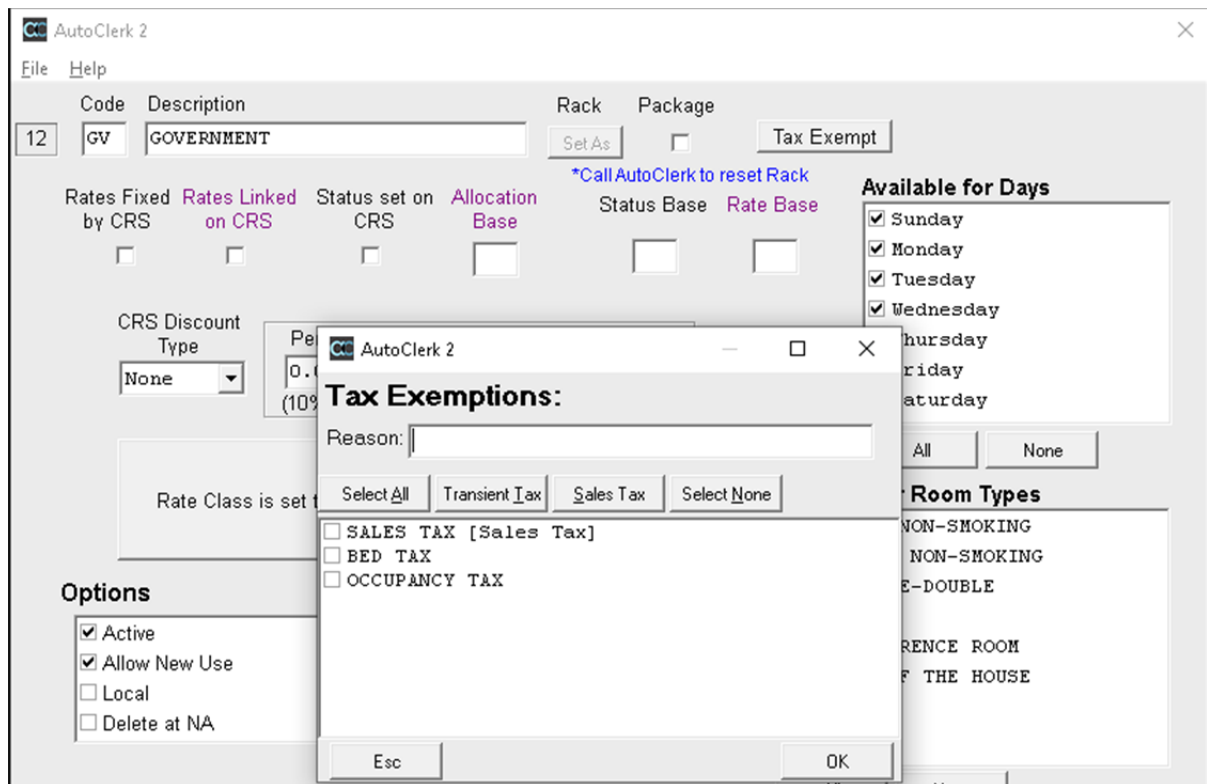 AutoClerk 2
File Help
Code Description Rack Package
12 GV GOVERNMENT Set As Tax Exempt
*Call AutoClerk to reset Rack
Rates Fixed by CRS
Rates Linked on CRS
Status set on CRS
Allocation Base
Status Base
Rate Base
Available for Days
Sunday
Monday
Tuesday
Wednesday
hursday
riday
aturday
All None
CRS Discount Type
None
Pe
0.
(10%
Rate Class is set t
Options
Active
Allow New Use
Local
Delete at NA
AutoClerk 2
Tax Exemptions:
Reason:
Select All Transient Tax Sales Tax Select None
SALES TAX [Sales Tax]
BED TAX
OCCUPANCY TAX
Esc OK
Room Types
NON-SMOKING
NON-SMOKING
E-DOUBLE
RENCE ROOM
F THE HOUSE